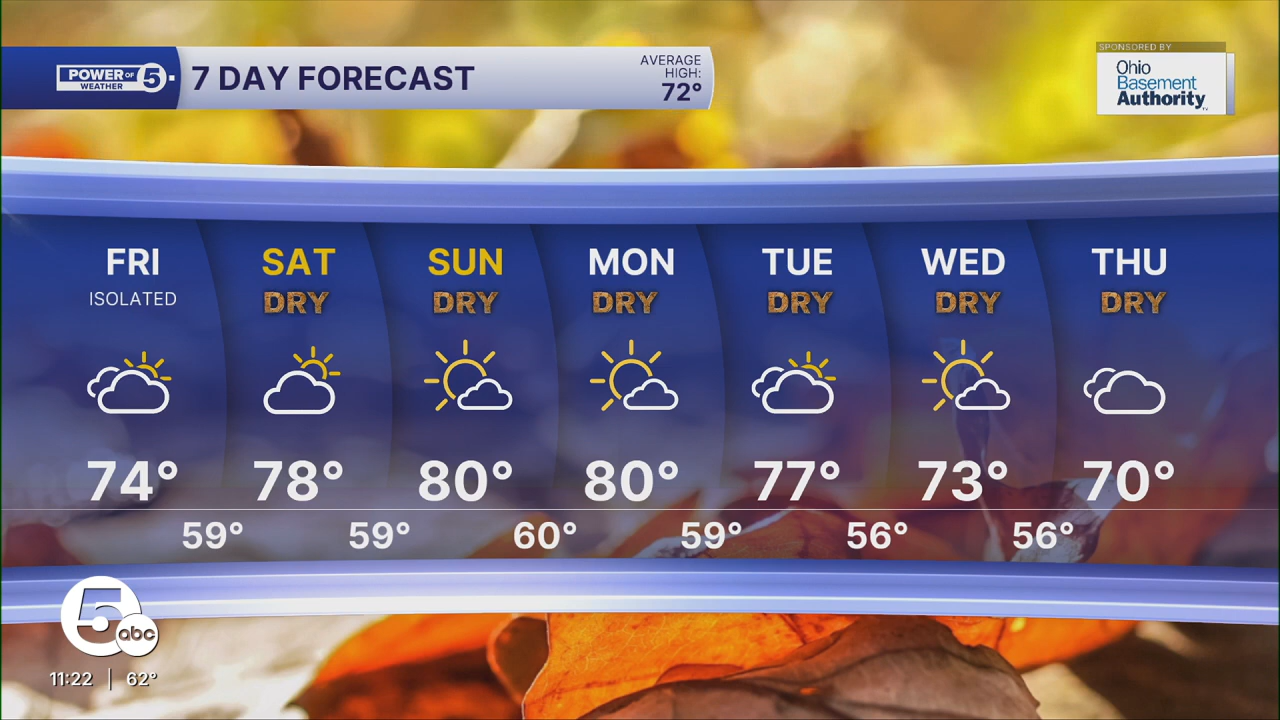 POWER OF 5
WEATHER
7 DAY FORECAST
AVERAGE
HIGH:
72°
SPONSORED BY
Ohio
Basement
Authority
FRI SAT SUN MON TUE WED THU
ISOLATED DRY DRY DRY DRY DRY DRY
74° 78° 80° 80° 77° 73° 70°
59° 59° 60° 59° 56° 56°
5
abc
11:22 | 62°